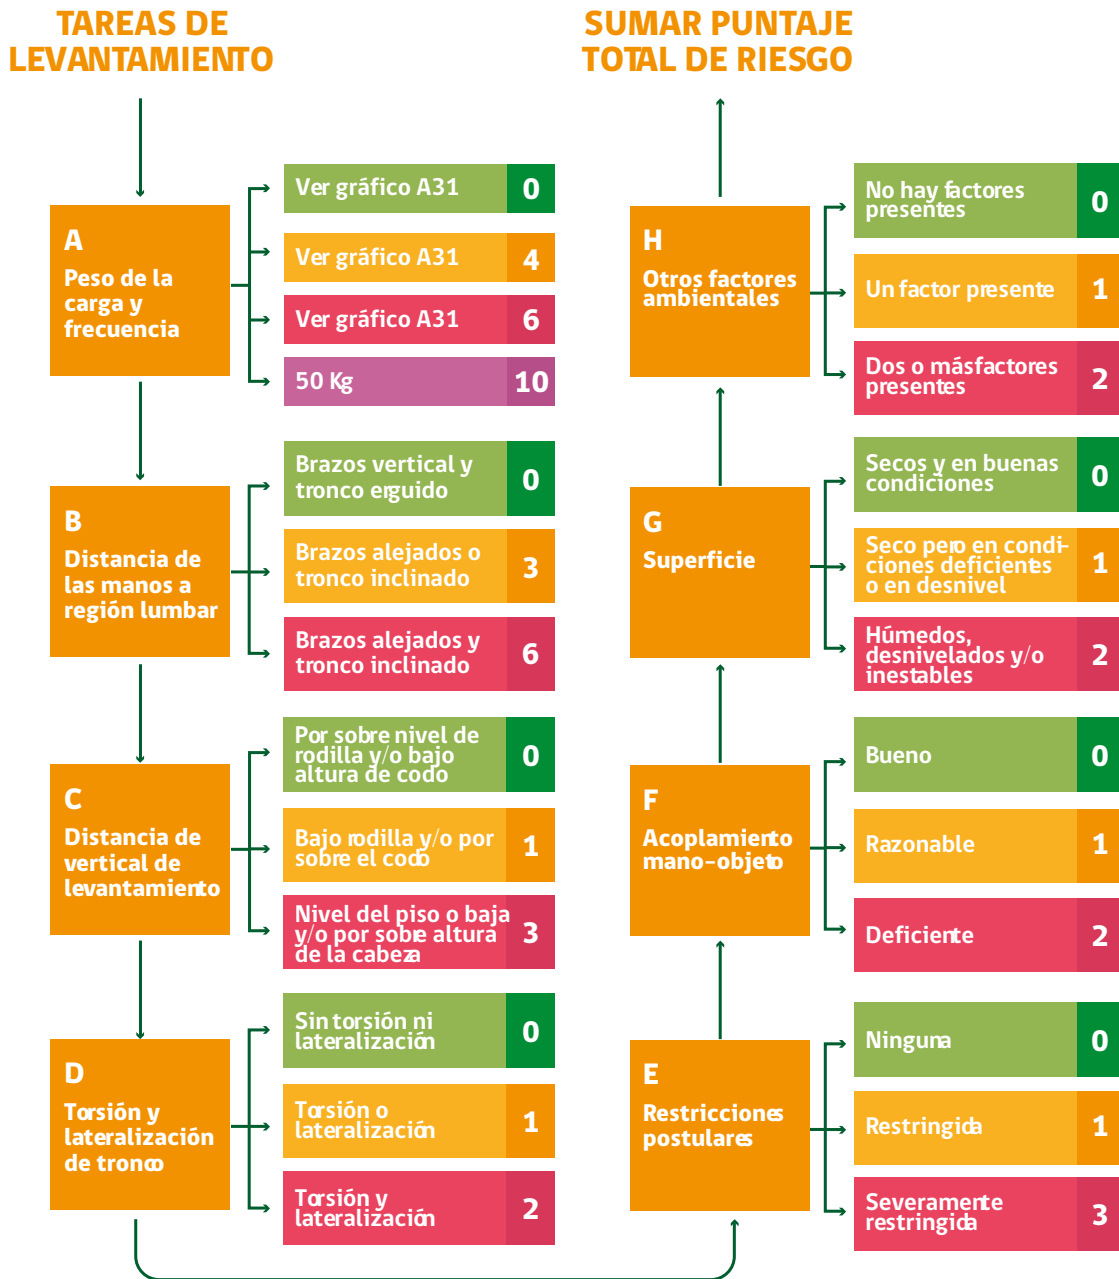 TAREAS DE
LEVANTAMIENTO
A
Peso de la
carga y
frecuencia
Ver gráfico A31
0
Ver gráfico A31
4
Ver gráfico A31
6
50 Kg
10
B
Distancia de
las manos a
región lumbar
Brazos vertical y
tronco erguido
0
Brazos alejados o
tronco inclinado
3
Brazos alejados y
tronco inclinado
6
C
Distancia de
vertical de
levantamiento
Por sobre nivel de
rodilla y/o bajo
altura de codo
0
Bajo rodilla y/o por
sobre el codo
1
Nivel del piso o baja
y/o por sobre altura
de la cabeza
3
D
Torsión y
lateralización
de tronco
Sin torsión ni
lateralización
0
Torsión o
lateralización
1
Torsión y
lateralización
2
SUMAR PUNTAJE
TOTAL DE RIESGO
H
Otros factores
ambientales
No hay factores
presentes
0
Un factor presente
1
Dos o másfactores
presentes
2
G
Superficie
Secos y en buenas
condiciones
0
Seco pero en condi-
ciones deficientes
o en desnivel
1
Húmedos,
desnivelados y/o
inestables
2
F
Acoplamiento
mano-objeto
Bueno
0
Razonable
1
Deficiente
2
E
Restricciones
postulares
Ninguna
0
Restringida
1
Severamente
restringida
3